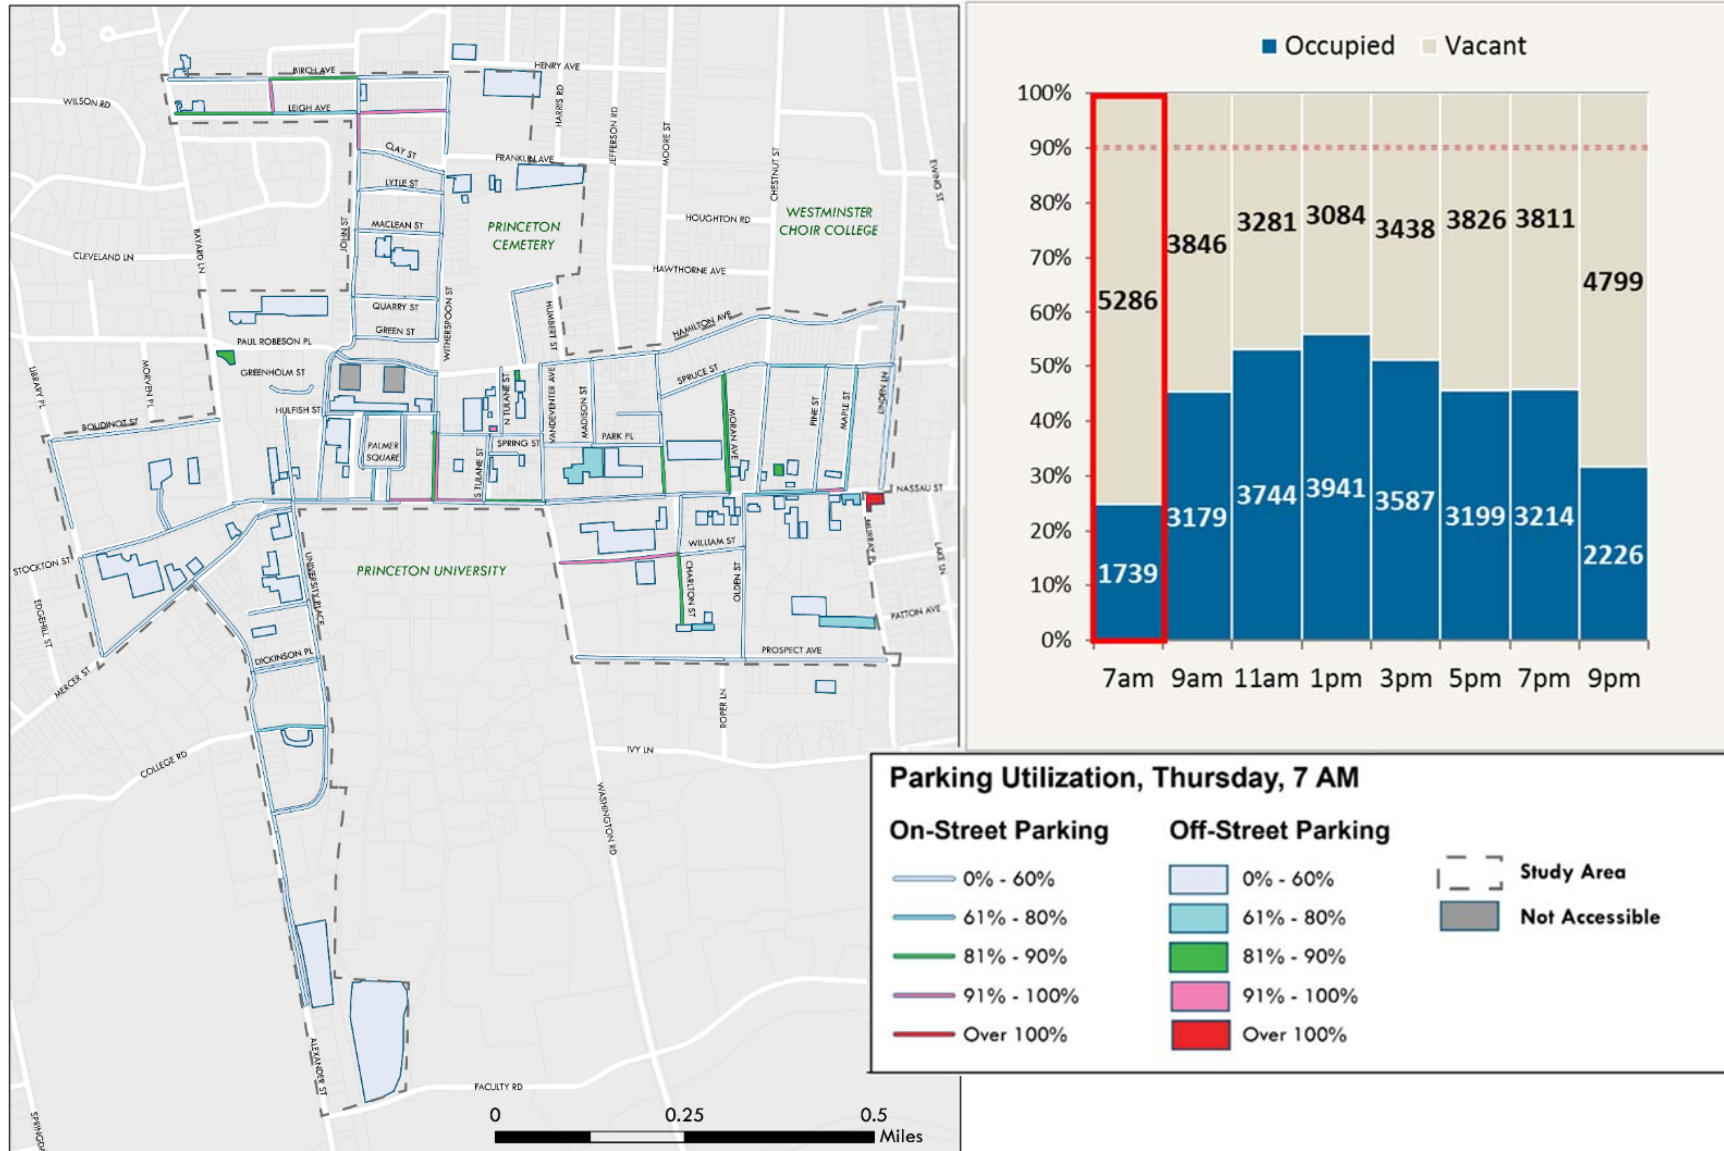 BIRCH AVE
HENRY AVE
WILSON RD
LEIGH AVE
HARRIS RD
JEFFERSON RD
MOORE ST
CHESTNUT ST
EWING ST
CLAY ST
FRANKLIN AVE
LYTLE ST
MACLEAN ST
JOHN ST
BAYARD LN
PRINCETON
CEMETERY
HOUGHTON RD
WESTMINSTER
CHOIR COLLEGE
CLEVELAND LN
HAWTHORNE AVE
QUARRY ST
GREEN ST
WITHERSPOON ST
HUMBERT ST
HAMILTON AVE
PAUL ROBESON PL
GREENHOLM ST
LIBRARY PL
MORVEN PL
HULFISH ST
BOUDINOT ST
N TULANE ST
VANDEVENTER AVE
MADISON ST
SPRUCE ST
MORAN AVE
PINE ST
MAPLE ST
PALMER
SQUARE
SPRING ST
PARK PL
S TULANE ST
NASSAU ST
STOCKTON ST
EDGEHILL ST
MERCER ST
UNIVERSITY PLACE
DICKINSON PL
PRINCETON UNIVERSITY
WILLIAM ST
CHARLTON ST
OLDEN ST
MURRAY PL
LAKE LN
PATTON AVE
PROSPECT AVE
ROPER LN
IVY LN
COLLEGE RD
WASHINGTON RD
ALEXANDER ST
FACULTY RD
0 0.25 0.5
Miles
Occupied Vacant
100%
90%
80%
70%
60%
50%
40%
30%
20%
10%
0%
5286 3846 3281 3084 3438 3826 3811 4799
1739 3179 3744 3941 3587 3199 3214 2226
7am 9am 11am 1pm 3pm 5pm 7pm 9pm
Parking Utilization, Thursday, 7 AM
On-Street Parking
0% - 60%
61% - 80%
81% - 90%
91% - 100%
Over 100%
Off-Street Parking
0% - 60%
61% - 80%
81% - 90%
91% - 100%
Over 100%
Study Area
Not Accessible